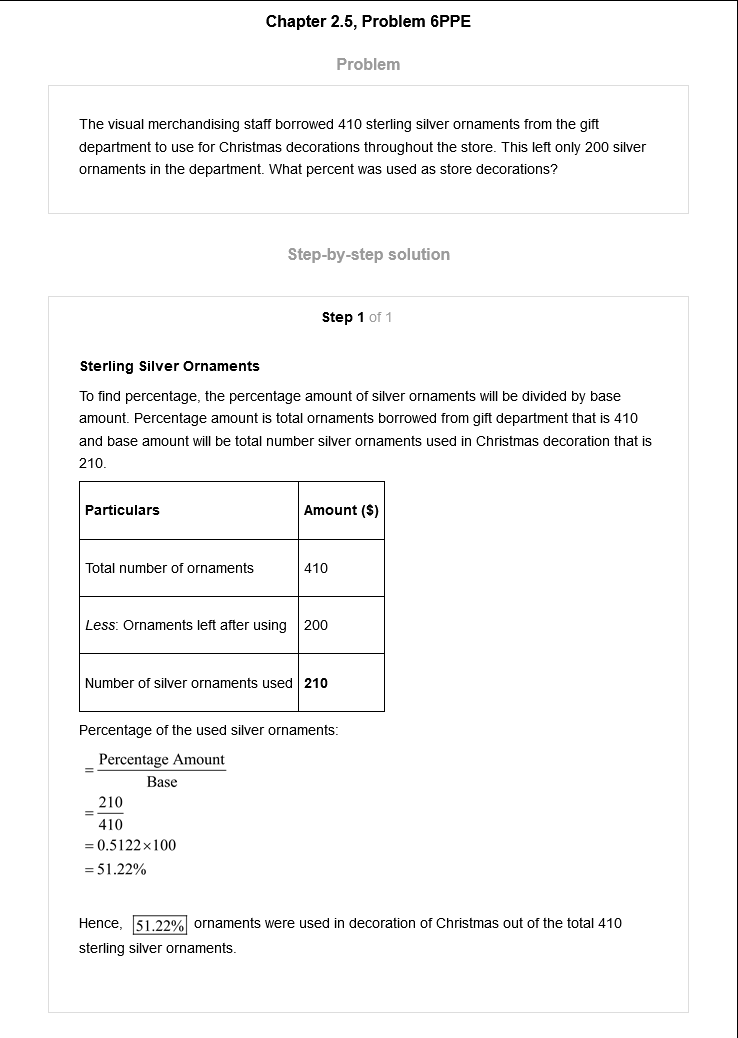 Chapter 2.5, Problem 6PPE
Problem
The visual merchandising staff borrowed 410 sterling silver ornaments from the gift
department to use for Christmas decorations throughout the store. This left only 200 silver
ornaments in the department. What percent was used as store decorations?
Step-by-step solution
Step 1 of 1
Sterling Silver Ornaments
To find percentage, the percentage amount of silver ornaments will be divided by base
amount. Percentage amount is total ornaments borrowed from gift department that is 410
and base amount will be total number silver ornaments used in Christmas decoration that is
210.
Particulars Amount ($)
Total number of ornaments 410
Less: Ornaments left after using 200
Number of silver ornaments used 210
Percentage of the used silver ornaments:
= Percentage Amount
Base
= 210
410
= 0.5122×100
= 51.22%
Hence, 51.22% ornaments were used in decoration of Christmas out of the total 410
sterling silver ornaments.